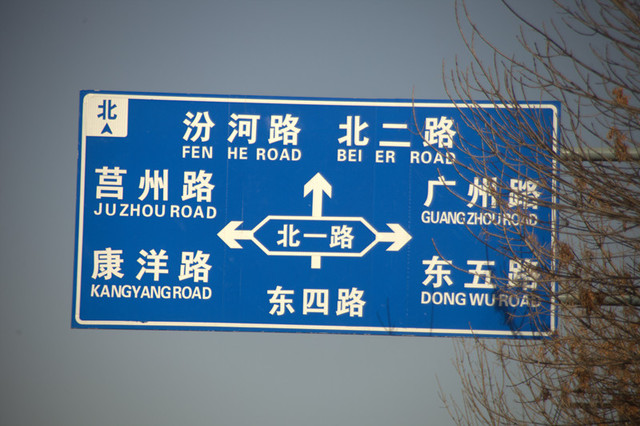 北
汾河路 北二路
FEN HE ROAD BEI ER ROAD
莒州路 广州路
JUZHOU ROAD GUANGZHOU ROAD
北一路
康洋路 东五路
KANGYANG ROAD DONG WU ROAD
东四路